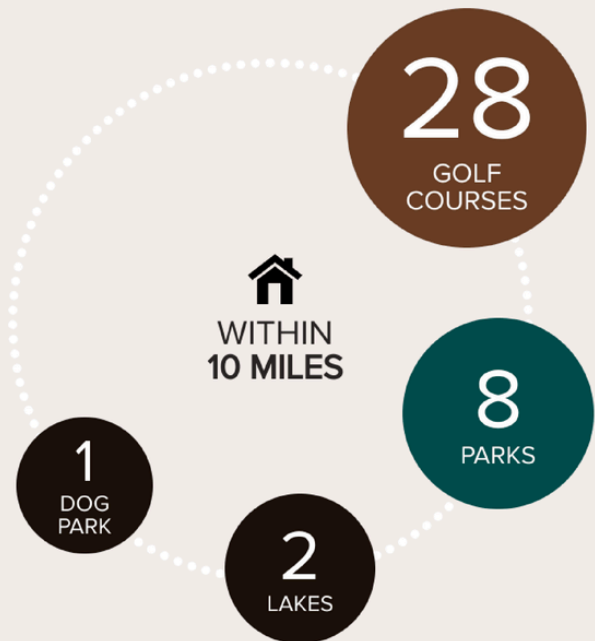 28
GOLF
COURSES
WITHIN
10 MILES
8
PARKS
1
DOG
PARK
2
LAKES